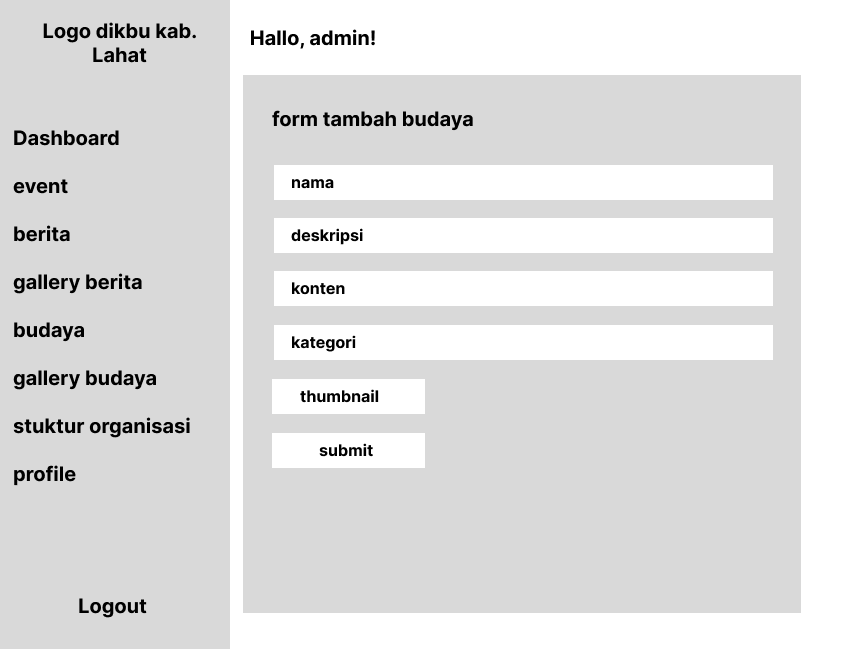 Logo dikbu kab.
Lahat
Dashboard
event
berita
gallery berita
budaya
gallery budaya
stuktur organisasi
profile
Logout
Hallo, admin!
form tambah budaya
nama
deskripsi
konten
kategori
thumbnail
submit